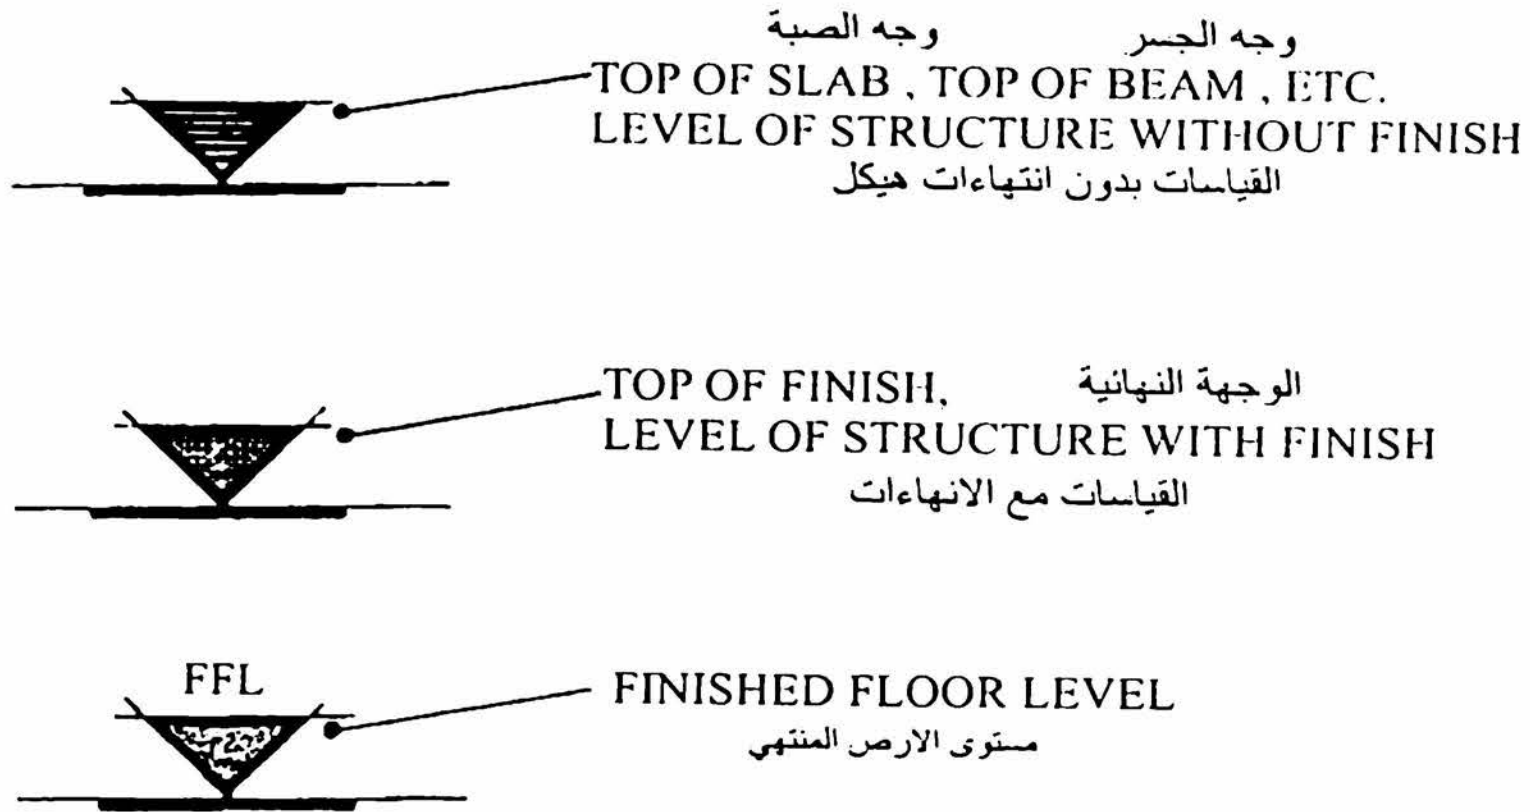 وجه الصبة وجه الجسر
TOP OF SLAB , TOP OF BEAM , ETC.
LEVEL OF STRUCTURE WITHOUT FINISH
القياسات بدون انتهاءات هيكل
TOP OF FINISH, الوجهة النهائية
LEVEL OF STRUCTURE WITH FINISH
القياسات مع الانهاءات
FFL
FINISHED FLOOR LEVEL
مستوى الارص المنتهي